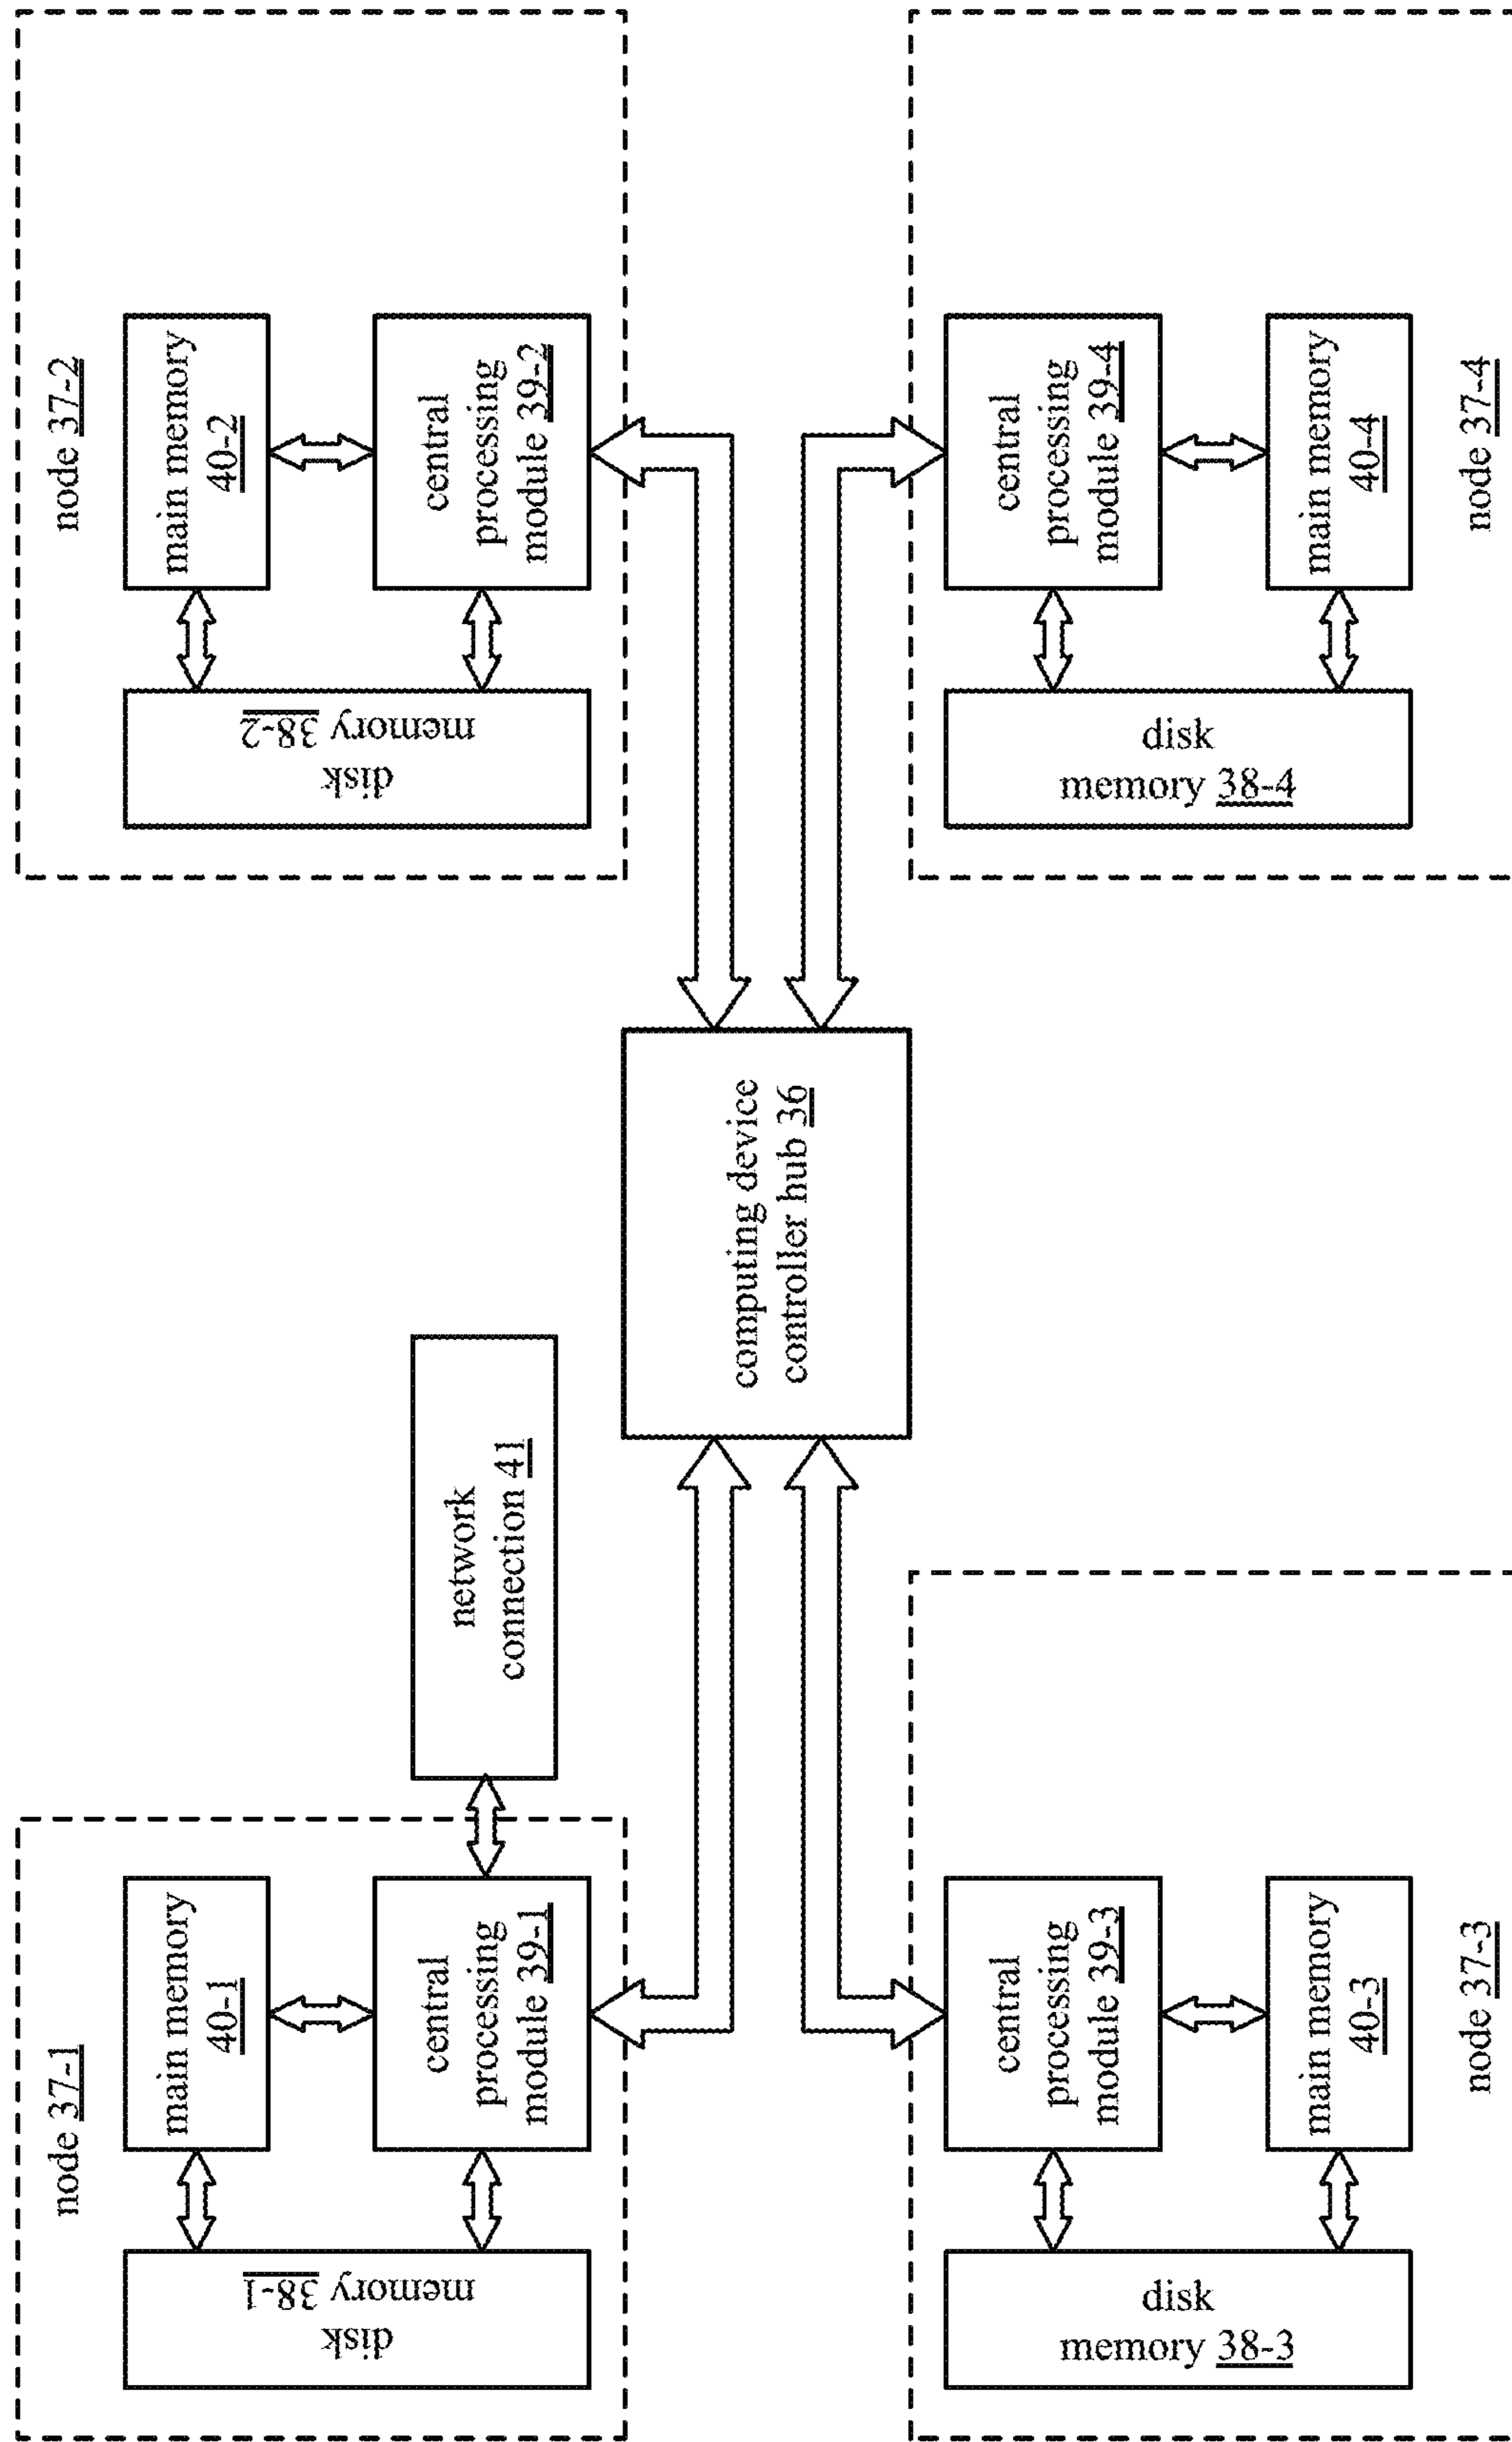 node 37-1
main memory
40-1
central
processing
module 39-1
disk
memory 38-1
network
connection 41
node 37-2
main memory
40-2
central
processing
module 39-2
disk
memory 38-2
computing device
controller hub 36
central
processing
module 39-3
main memory
40-3
disk
memory 38-3
node 37-3
central
processing
module 39-4
main memory
40-4
disk
memory 38-4
node 37-4